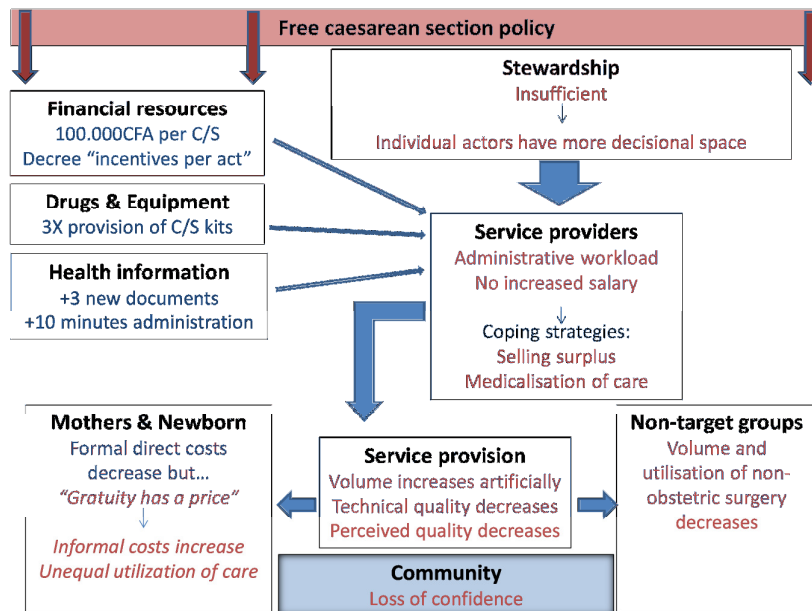 Free caesarean section policy
Stewardship
Insufficient
Individual actors have more decisional space
Financial resources
100.000CFA per C/S
Decree “incentives per act”
Drugs & Equipment
3X provision of C/S kits
Health information
+3 new documents
+10 minutes administration
Service providers
Administrative workload
No increased salary
Coping strategies:
Selling surplus
Medicalisation of care
Mothers & Newborn
Formal direct costs
decrease but...
“Gratuity has a price”
Informal costs increase
Unequal utilization of care
Service provision
Volume increases artificially
Technical quality decreases
Perceived quality decreases
Non-target groups
Volume and
utilisation of non-
obstetric surgery
decreases
Community
Loss of confidence